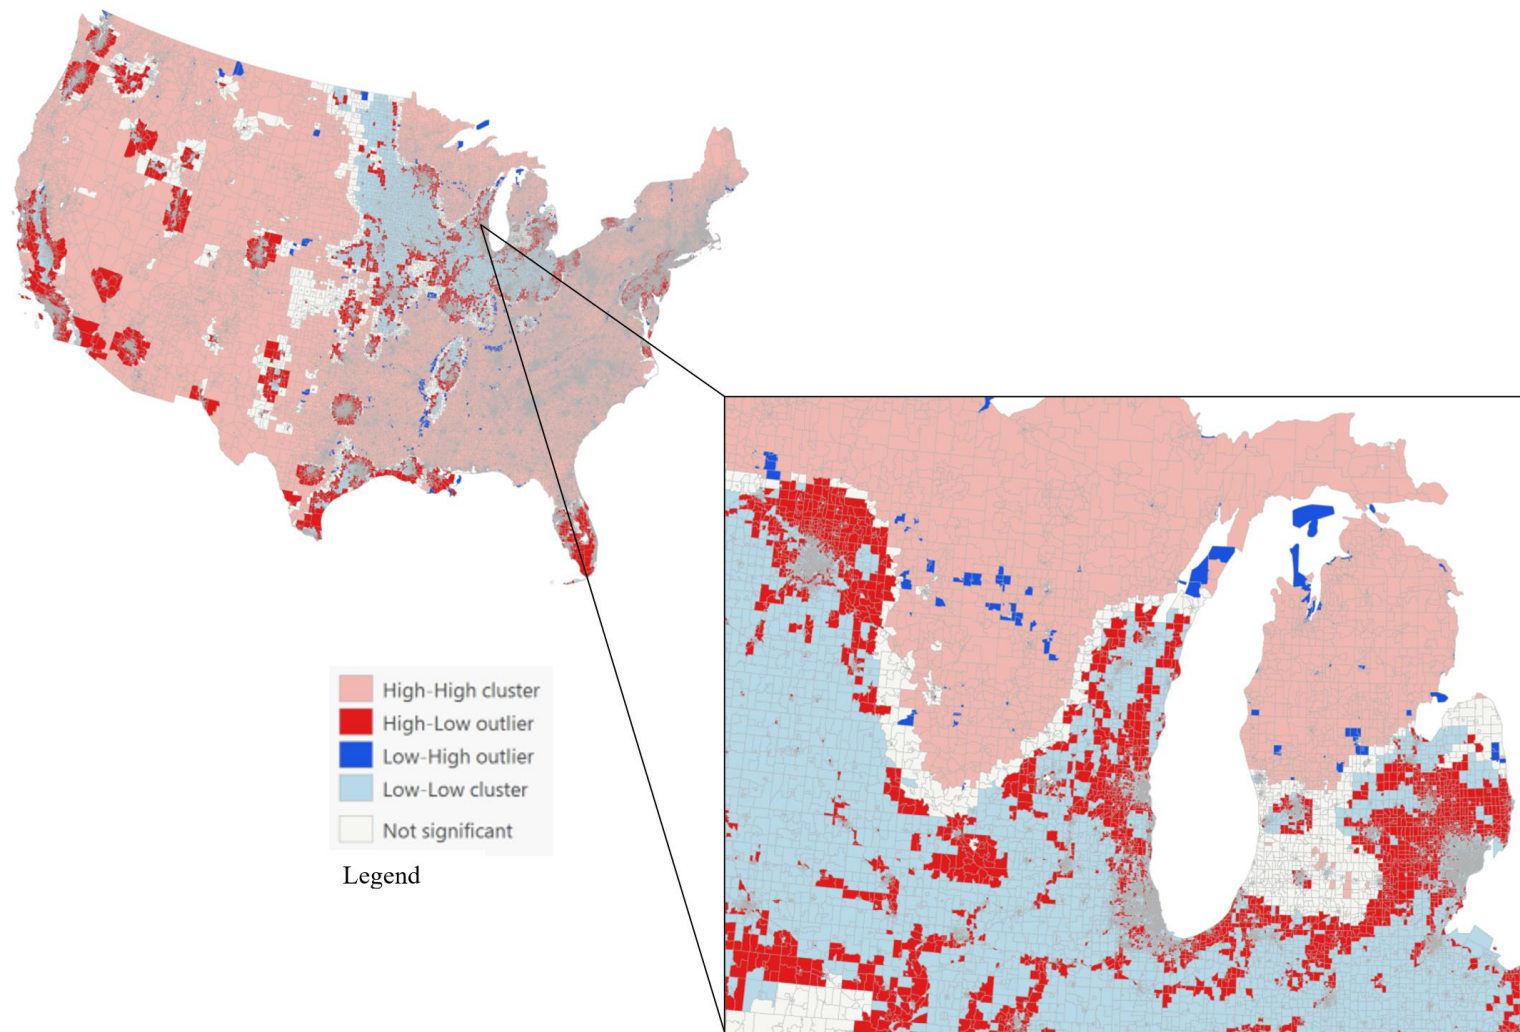 High-High cluster
High-Low outlier
Low-High outlier
Low-Low cluster
Not significant
Legend